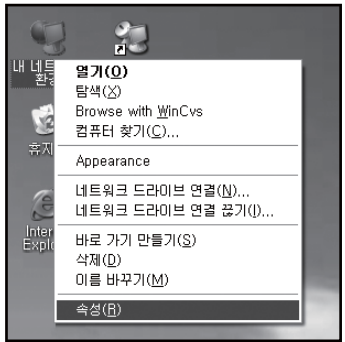 내 네트
환경
열기(O)
탐색(X)
Browse with WinCvs
컴퓨터 찾기(C)...
Appearance
휴지
네트워크 드라이브 연결(N)...
네트워크 드라이브 연결 끊기(I)...
Inter
Explo
바로 가기 만들기(S)
삭제(D)
이름 바꾸기(M)
속성(R)